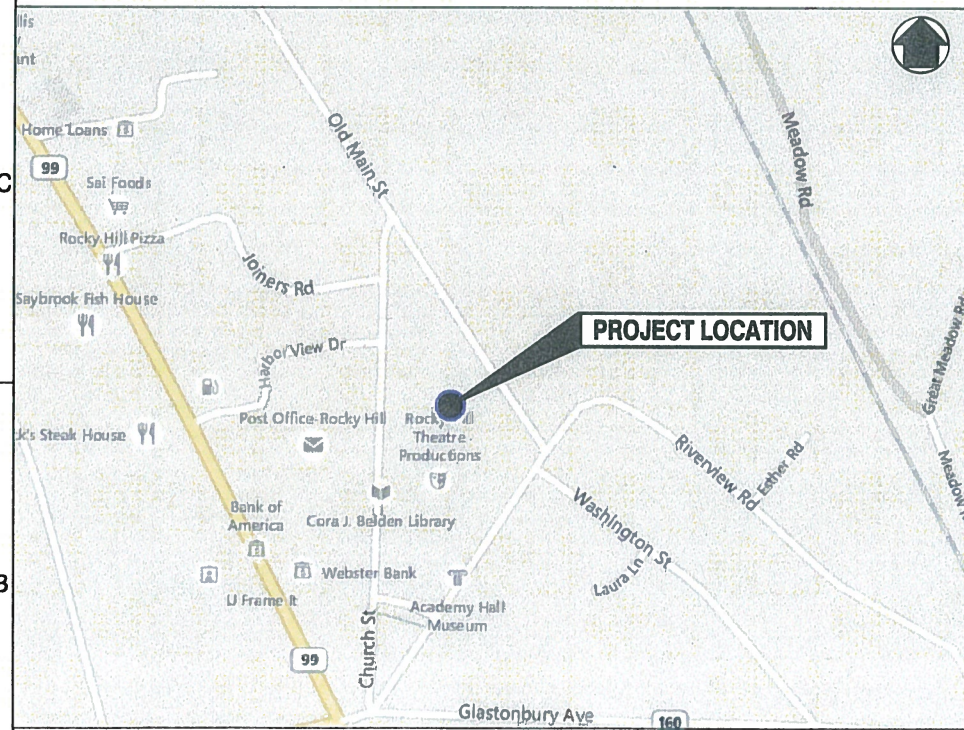 llis
Home Loans
99
Sai Foods
C
Rocky Hill Pizza
Old Main St
Meadow Rd
Joiners Rd
Saybrook Fish House
Harbor View Dr
PROJECT LOCATION
Great Meadow Rd
Post Office-Rocky Hill
Theatre
Productions
k's Steak House
Riverview Rd
Esther Rd
Meadow
Bank of
America
Cora J. Belden Library
Washington St
Laura Ln
B
Webster Bank
U Frame It
Academy Hall
Museum
Church St
99
Glastonbury Ave
160